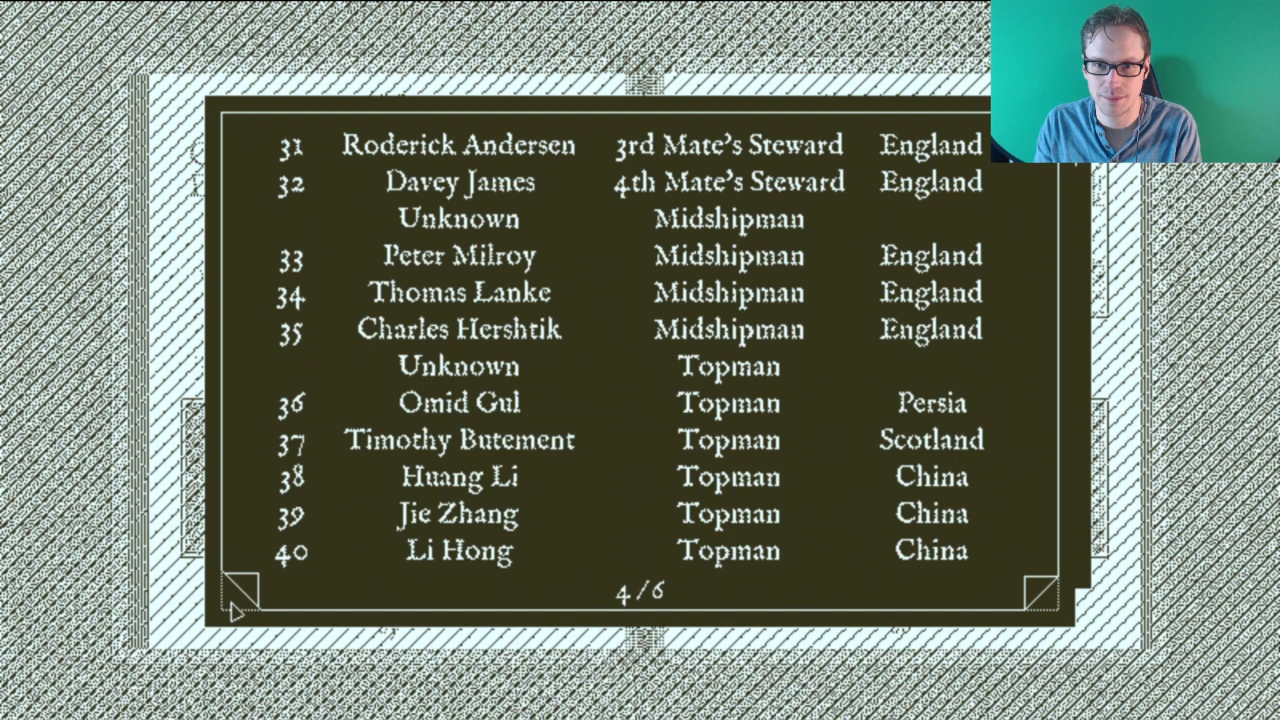 31 Roderick Andersen 3rd Mate's Steward England
32 Davey James 4th Mate's Steward England
Unknown Midshipman
33 Peter Milroy Midshipman England
34 Thomas Lanke Midshipman England
35 Charles Hershtik Midshipman England
Unknown Topman
36 Omid Gul Topman Persia
37 Timothy Butement Topman Scotland
38 Huang Li Topman China
39 Jie Zhang Topman China
40 Li Hong Topman China
4/6